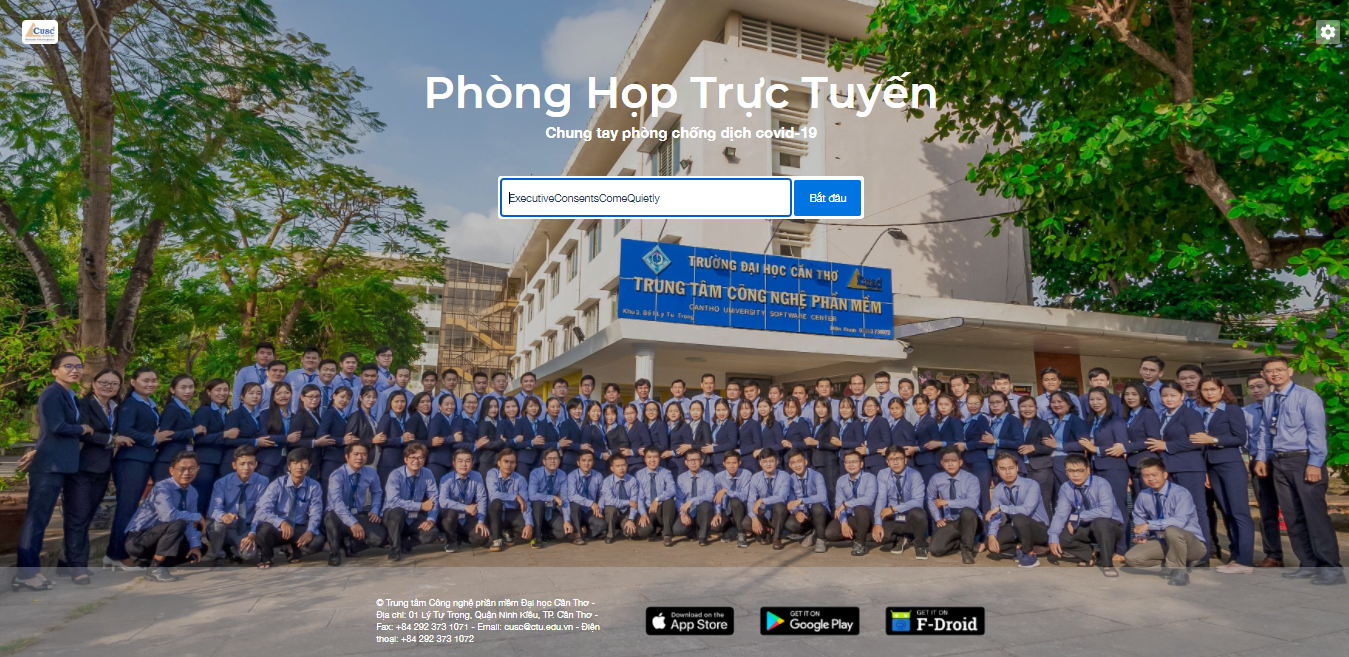 Cusc
Phòng Họp Trực Tuyến
Chung tay phòng chống dịch covid-19
ExecutiveConsentsComeQuietly
Bắt đầu
TRƯỜNG ĐẠI HỌC CẦN THƠ
TRUNG TÂM CÔNG NGHỆ PHẦN MỀM
CANTHO UNIVERSITY SOFTWARE CENTER
© Trung tâm Công nghệ phần mềm Đại học Cần Thơ -
Địa chỉ: 01 Lý Tự Trọng, Quận Ninh Kiều, TP. Cần Thơ -
Fax: +84 292 373 1071 - Email: cusc@ctu.edu.vn - Điện
thoại: +84 292 373 1072
Download on the
App Store
GET IT ON
Google Play
GET IT ON
F-Droid